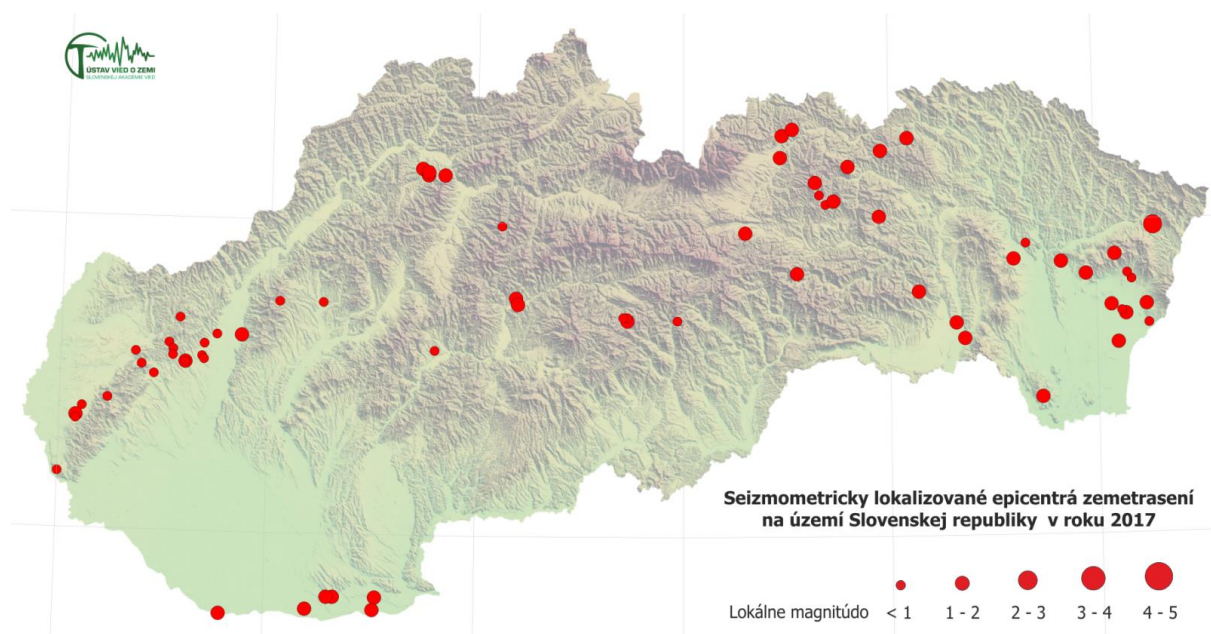 ÚSTAV VIED O ZEMI
SLOVENSKEJ AKADÉMIE VIED
Seizmometricky lokalizované epicentrá zemetrasení
na území Slovenskej republiky v roku 2017
Lokálne magnitúdo < 1 1 - 2 2 - 3 3 - 4 4 - 5